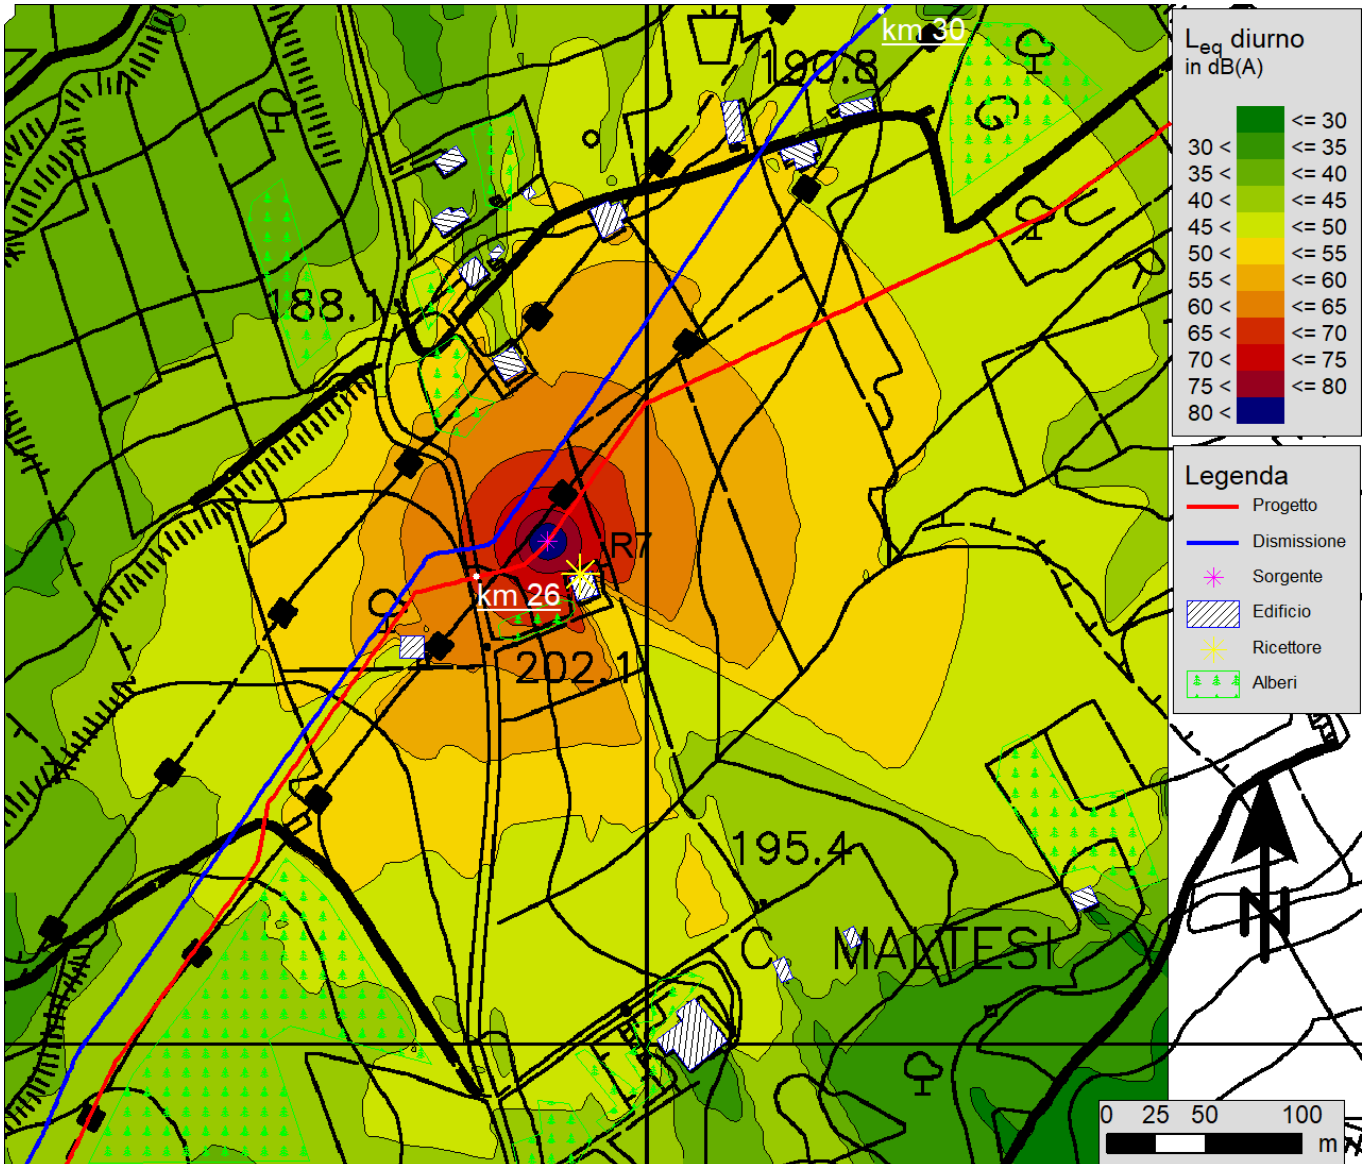 km 30
190.8
188.1
R7
km 26
202.1
195.4
C. MALTESI
L eq diurno
in dB(A)
<= 30
30 < <= 35
35 < <= 40
40 < <= 45
45 < <= 50
50 < <= 55
55 < <= 60
60 < <= 65
65 < <= 70
70 < <= 75
75 < <= 80
80 <
Legenda
Progetto
Dismissione
Sorgente
Edificio
Ricettore
Alberi
N
0 25 50 100
m